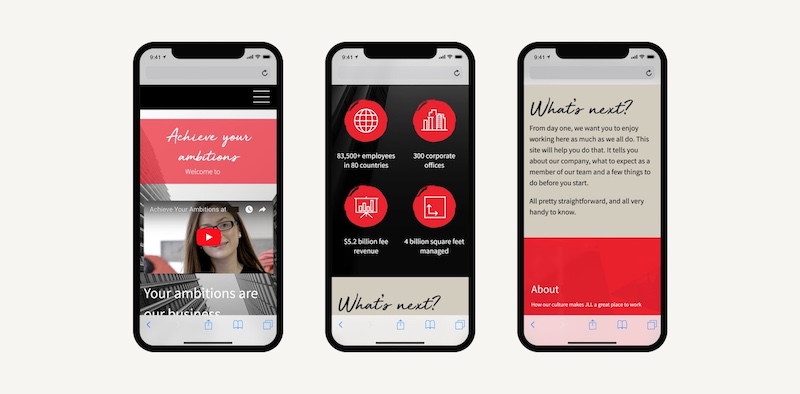 9:41
Achieve your
ambitions
Welcome to
Achieve Your Ambitions at
Your ambitions are
our business
9:41
83,500+ employees
in 80 countries
300 corporate
offices
$5.2 billion fee
revenue
4 billion square feet
managed
What's next?
9:41
What's next?
From day one, we want you to enjoy
working here as much as we all do. This
site will help you do that. It tells you
about our company, what to expect as a
member of our team and a few things to
do before you start.
All pretty straightforward, and all very
handy to know.
About
How our culture makes JLL a great place to work